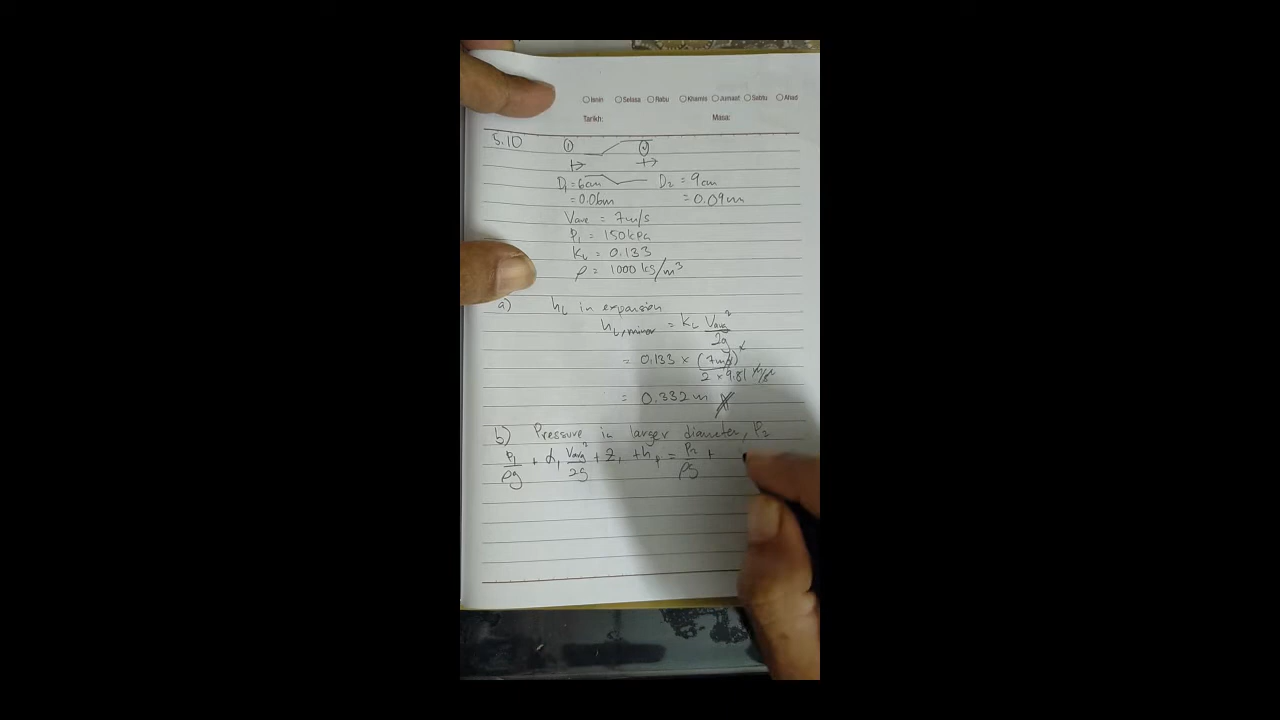 Isnin Selasa Rabu Khamis Jumaat Sabtu Ahad
Tarikh: Masa:
5.10 ① ②
D₁ = 6cm D₂ = 9cm
= 0.06m = 0.09m
Vave = 7m/s
P₁ = 150kPa
KL = 0.133
ρ = 1000 kg/m³
a) hL in expansion
hL,minor = KL Vavg²/2g
= 0.133 × (7m/s)²/2 × 9.81 m/s²
= 0.332m
b) Pressure in larger diameter, P₂
P₁/ρg + α₁ Vavg²/2g + Z₁ + hp = P₂/ρg +